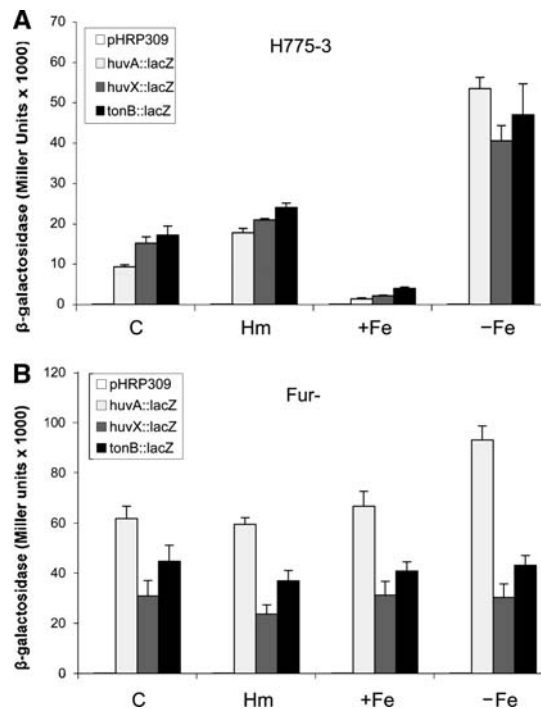 A
H775-3
pHRP309
huvA::lacZ
huvX::lacZ
tonB::lacZ
β-galactosidase (Miller Units x 1000)
70
60
50
40
30
20
10
0
C Hm +Fe −Fe
B
Fur-
pHRP309
huvA::lacZ
huvX::lacZ
tonB::lacZ
β-galactosidase (Miller units x 1000)
120
100
80
60
40
20
0
C Hm +Fe −Fe